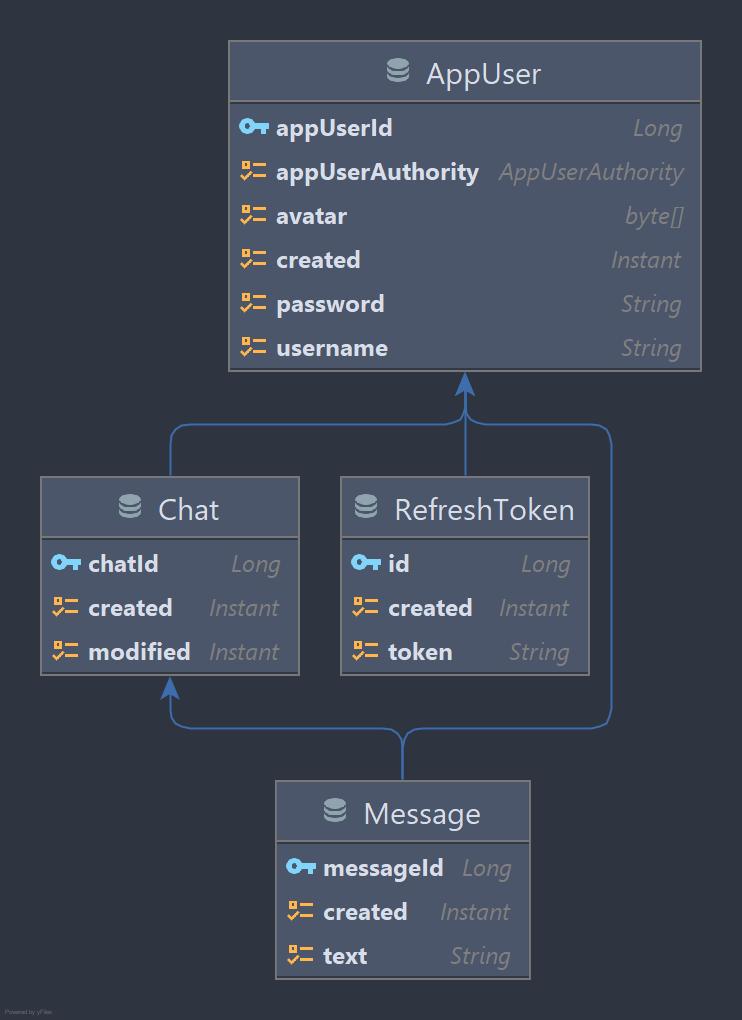 AppUser
appUserId Long
appUserAuthority AppUserAuthority
avatar byte[]
created Instant
password String
username String
Chat
chatId Long
created Instant
modified Instant
RefreshToken
id Long
created Instant
token String
Message
messageId Long
created Instant
text String
Powered by yFiles